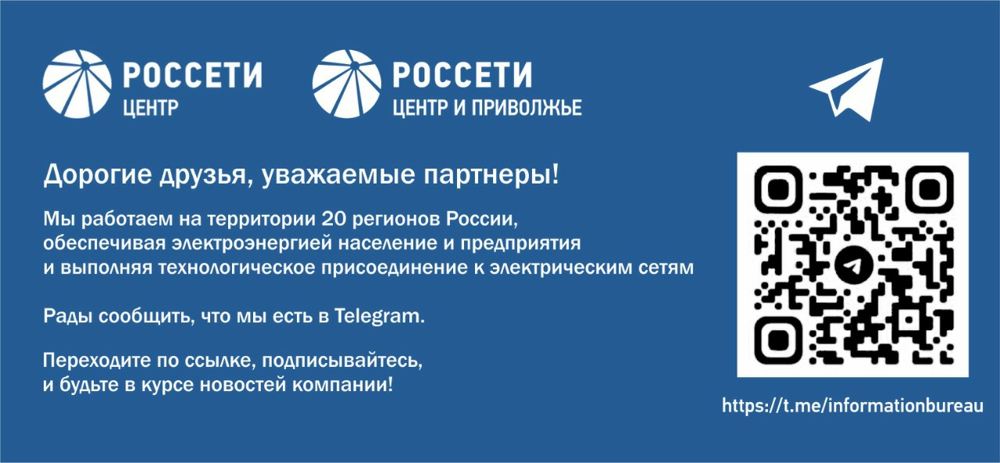 РОССЕТИ
ЦЕНТР
РОССЕТИ
ЦЕНТР И ПРИВОЛЖЬЕ
Дорогие друзья, уважаемые партнеры!
Мы работаем на территории 20 регионов России,
обеспечивая электроэнергией население и предприятия
и выполняя технологическое присоединение к электрическим сетям
Рады сообщить, что мы есть в Telegram.
Переходите по ссылке, подписывайтесь,
и будьте в курсе новостей компании!
https://t.me/informationbureau